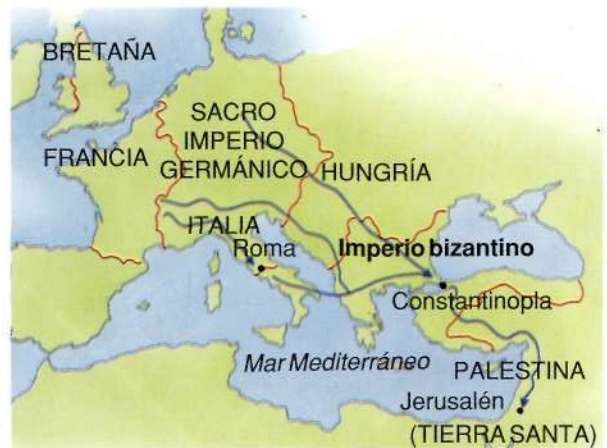 BRETAÑA
SACRO
IMPERIO
GERMÁNICO
FRANCIA
HUNGRÍA
ITALIA
Roma
Imperio bizantino
Constantinopla
Mar Mediterráneo
PALESTINA
Jerusalén
(TIERRA SANTA)